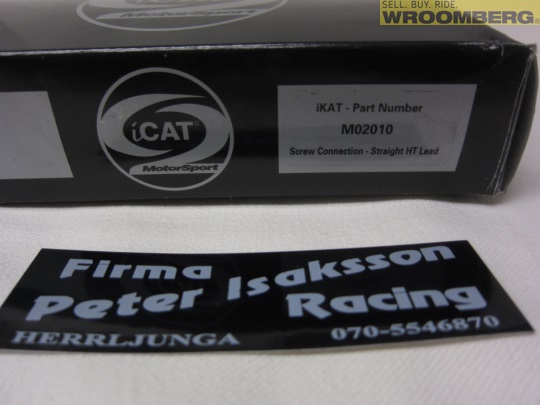 SELL. BUY. RIDE.
WROOMBERG
iCAT®
MotorSport
iKAT - Part Number
M02010
Screw Connection - Straight HT Lead
Firma
Peter Isaksson
Racing
HERRLJUNGA
070-5546870